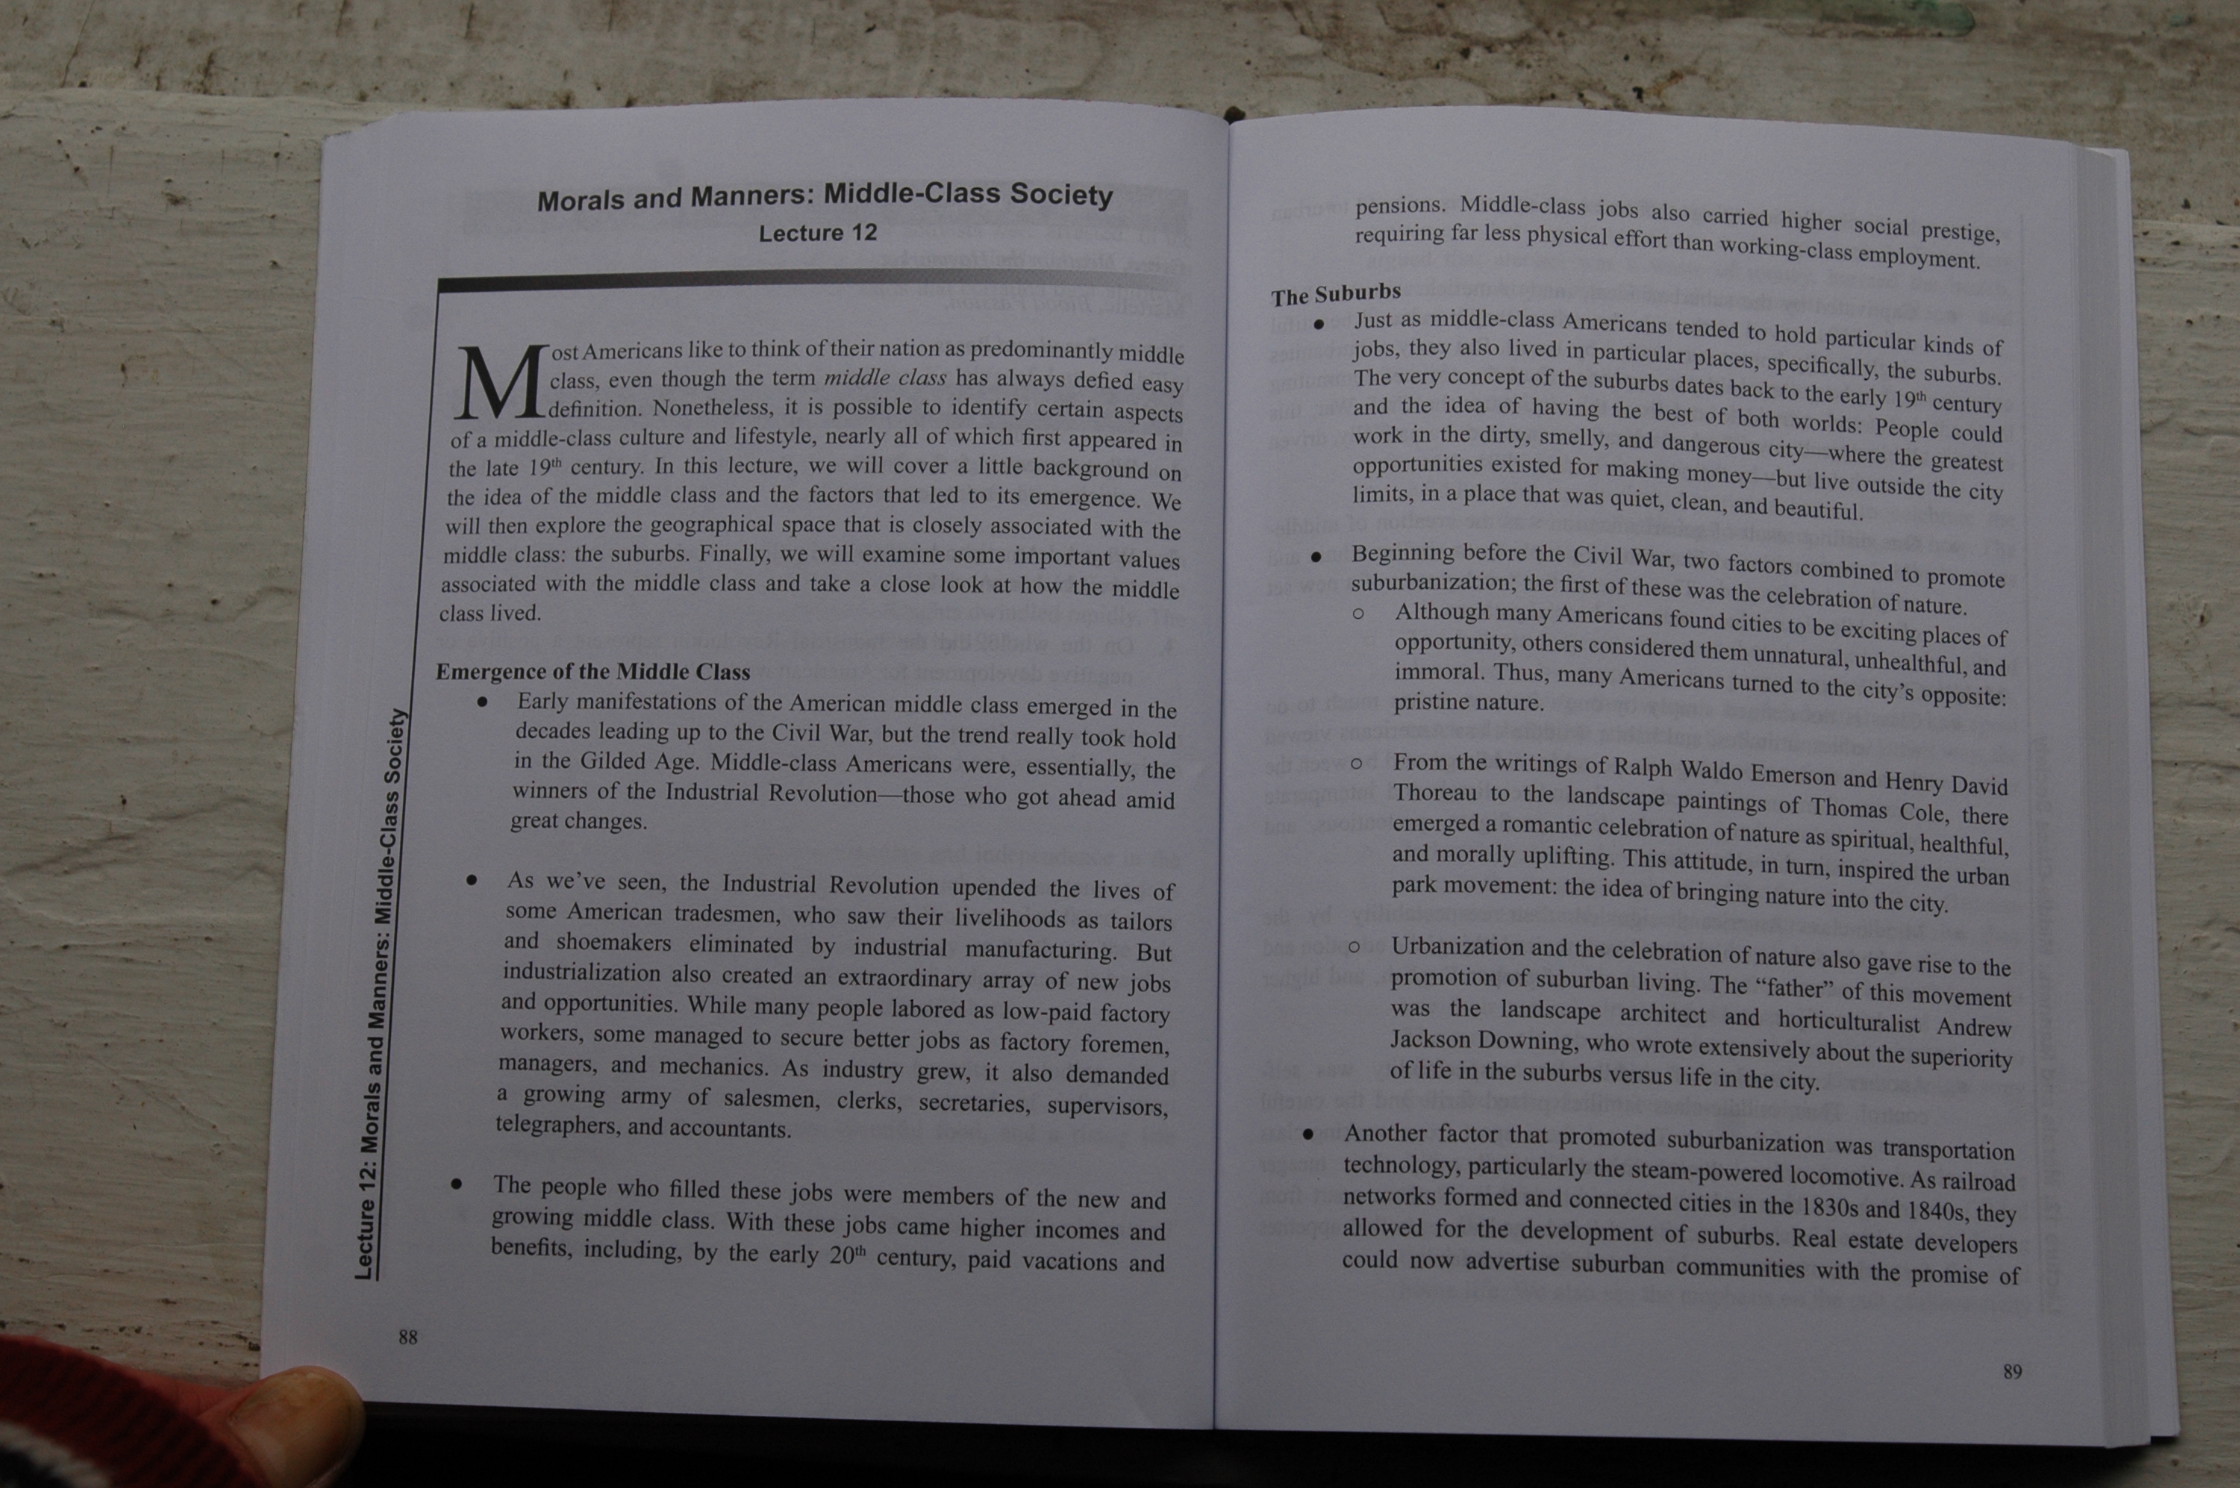 Morals and Manners: Middle-Class Society
Lecture 12
Most Americans like to think of their nation as predominantly middle
class, even though the term middle class has always defied easy
definition. Nonetheless, it is possible to identify certain aspects
of a middle-class culture and lifestyle, nearly all of which first appeared in
the late 19th century. In this lecture, we will cover a little background on
the idea of the middle class and the factors that led to its emergence. We
will then explore the geographical space that is closely associated with the
middle class: the suburbs. Finally, we will examine some important values
associated with the middle class and take a close look at how the middle
class lived.
Emergence of the Middle Class
● Early manifestations of the American middle class emerged in the
decades leading up to the Civil War, but the trend really took hold
in the Gilded Age. Middle-class Americans were, essentially, the
winners of the Industrial Revolution—those who got ahead amid
great changes.
● As we’ve seen, the Industrial Revolution upended the lives of
some American tradesmen, who saw their livelihoods as tailors
and shoemakers eliminated by industrial manufacturing. But
industrialization also created an extraordinary array of new jobs
and opportunities. While many people labored as low-paid factory
workers, some managed to secure better jobs as factory foremen,
managers, and mechanics. As industry grew, it also demanded
a growing army of salesmen, clerks, secretaries, supervisors,
telegraphers, and accountants.
● The people who filled these jobs were members of the new and
growing middle class. With these jobs came higher incomes and
benefits, including, by the early 20th century, paid vacations and
Lecture 12: Morals and Manners: Middle-Class Society
88
pensions. Middle-class jobs also carried higher social prestige,
requiring far less physical effort than working-class employment.
The Suburbs
● Just as middle-class Americans tended to hold particular kinds of
jobs, they also lived in particular places, specifically, the suburbs.
The very concept of the suburbs dates back to the early 19th century
and the idea of having the best of both worlds: People could
work in the dirty, smelly, and dangerous city—where the greatest
opportunities existed for making money—but live outside the city
limits, in a place that was quiet, clean, and beautiful.
● Beginning before the Civil War, two factors combined to promote
suburbanization; the first of these was the celebration of nature.
○ Although many Americans found cities to be exciting places of
opportunity, others considered them unnatural, unhealthful, and
immoral. Thus, many Americans turned to the city’s opposite:
pristine nature.
○ From the writings of Ralph Waldo Emerson and Henry David
Thoreau to the landscape paintings of Thomas Cole, there
emerged a romantic celebration of nature as spiritual, healthful,
and morally uplifting. This attitude, in turn, inspired the urban
park movement: the idea of bringing nature into the city.
○ Urbanization and the celebration of nature also gave rise to the
promotion of suburban living. The “father” of this movement
was the landscape architect and horticulturalist Andrew
Jackson Downing, who wrote extensively about the superiority
of life in the suburbs versus life in the city.
● Another factor that promoted suburbanization was transportation
technology, particularly the steam-powered locomotive. As railroad
networks formed and connected cities in the 1830s and 1840s, they
allowed for the development of suburbs. Real estate developers
could now advertise suburban communities with the promise of
89